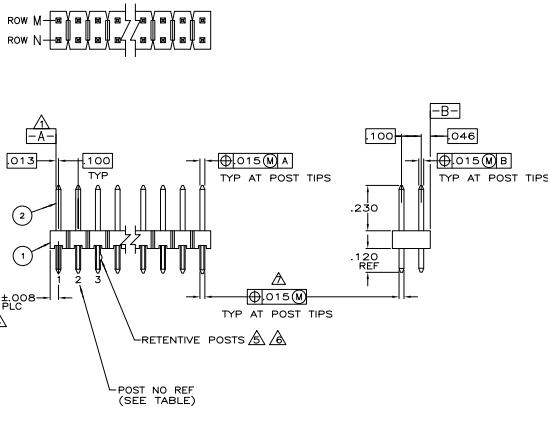 ROW M
ROW N
1
-A-
.013
.100
TYP
⌖ .015 Ⓜ A
TYP AT POST TIPS
2
1
1 2 3
±.008
PLC
RETENTIVE POSTS 5 6
POST NO REF
(SEE TABLE)
7
⌖ .015 Ⓜ
TYP AT POST TIPS
-B-
.100
.046
⌖ .015 Ⓜ B
TYP AT POST TIPS
.230
.120
REF